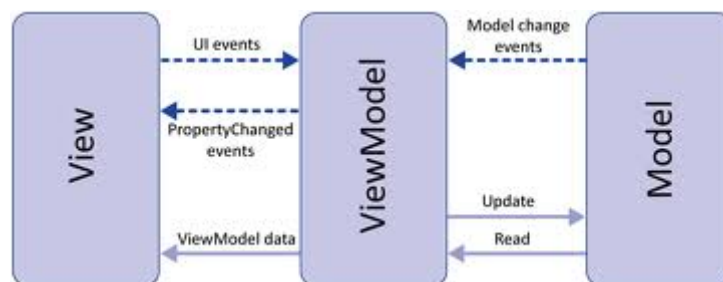 View
UI events
PropertyChanged
events
ViewModel data
ViewModel
Model change
events
Update
Read
Model